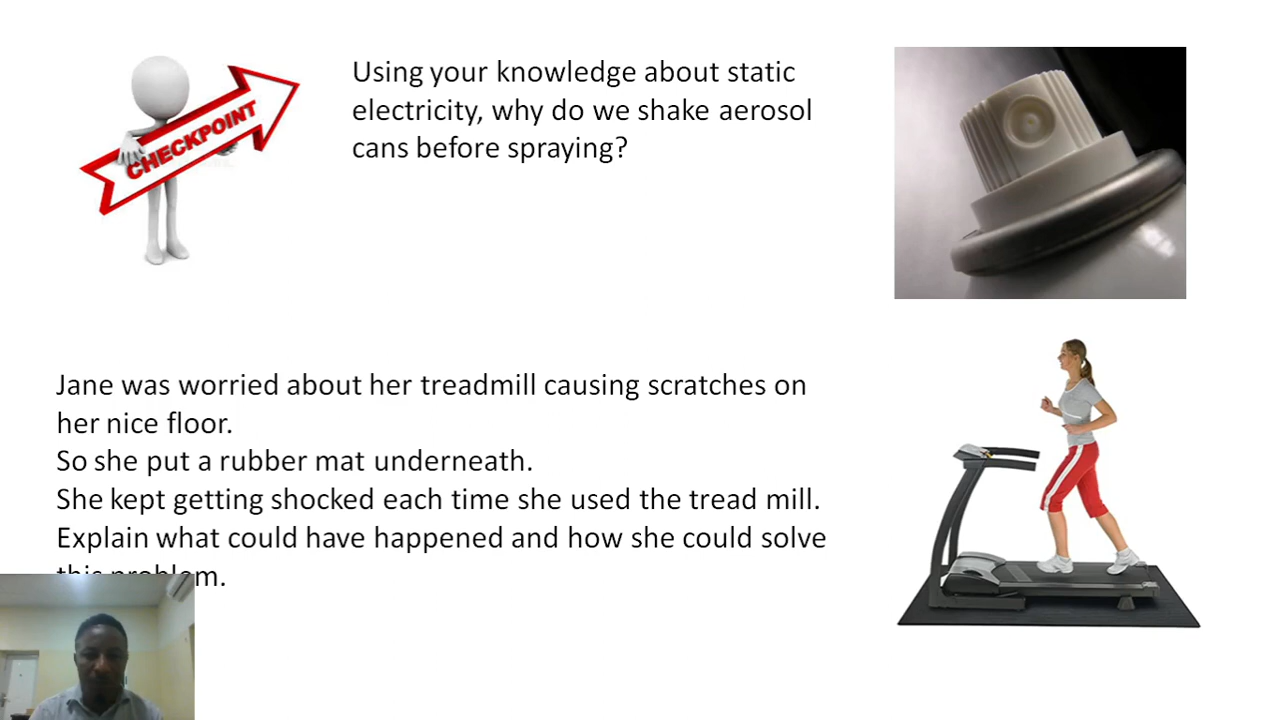 CHECKPOINT
Using your knowledge about static
electricity, why do we shake aerosol
cans before spraying?
Jane was worried about her treadmill causing scratches on
her nice floor.
So she put a rubber mat underneath.
She kept getting shocked each time she used the tread mill.
Explain what could have happened and how she could solve
this problem.